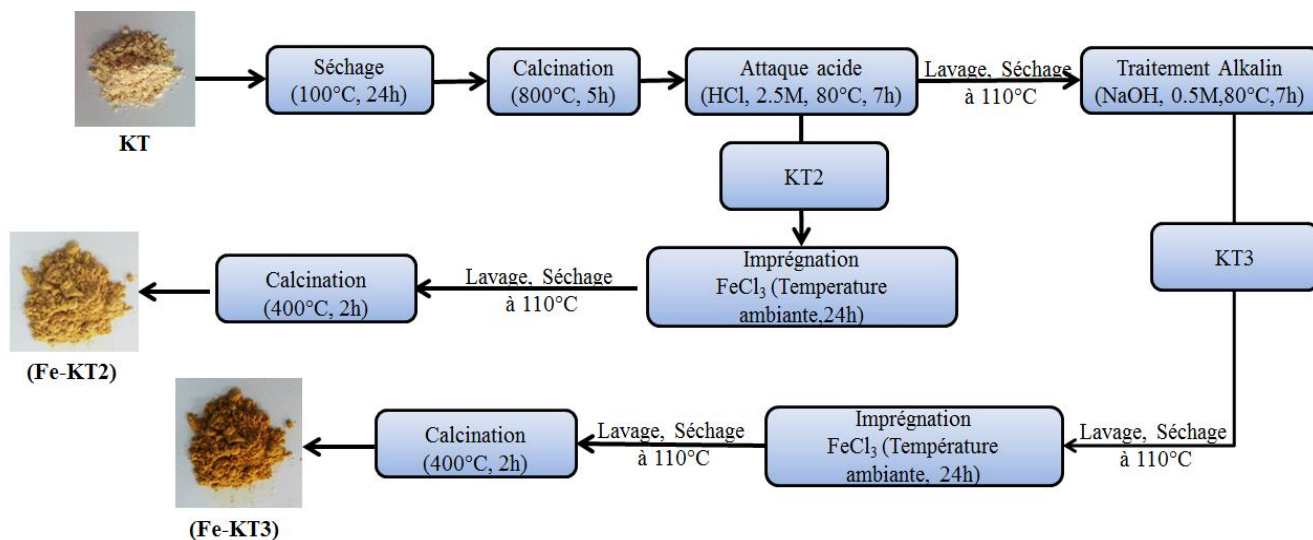 Séchage
(100°C, 24h)
Calcination
(800°C, 5h)
Attaque acide
(HCl, 2.5M, 80°C, 7h)
Lavage, Séchage
à 110°C
Traitement Alkalin
(NaOH, 0.5M,80°C,7h)
KT
KT2
KT3
Imprégnation
FeCl₃ (Temperature
ambiante,24h)
Lavage, Séchage
à 110°C
Calcination
(400°C, 2h)
(Fe-KT2)
Lavage, Séchage
à 110°C
Imprégnation
FeCl₃ (Température
ambiante, 24h)
Lavage, Séchage
à 110°C
Calcination
(400°C, 2h)
(Fe-KT3)